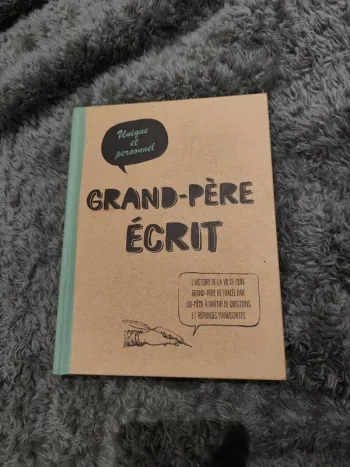 Unique
et
personnel
GRAND-PÈRE
ÉCRIT
L'HISTOIRE DE LA VIE DE MON
GRAND-PÈRE RETRACÉE PAR
LUI-MÊME À PARTIR DE QUESTIONS
ET RÉPONSES MANUSCRITES.